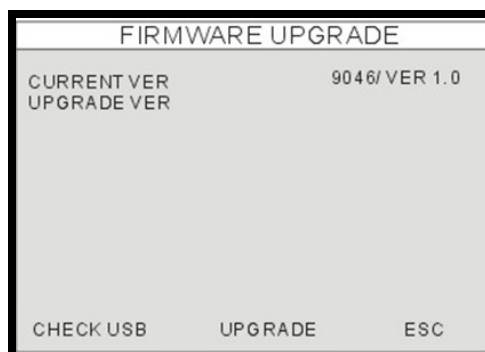 FIRMWARE UPGRADE
CURRENT VER 9046/ VER 1.0
UPGRADE VER
CHECK USB UPGRADE ESC